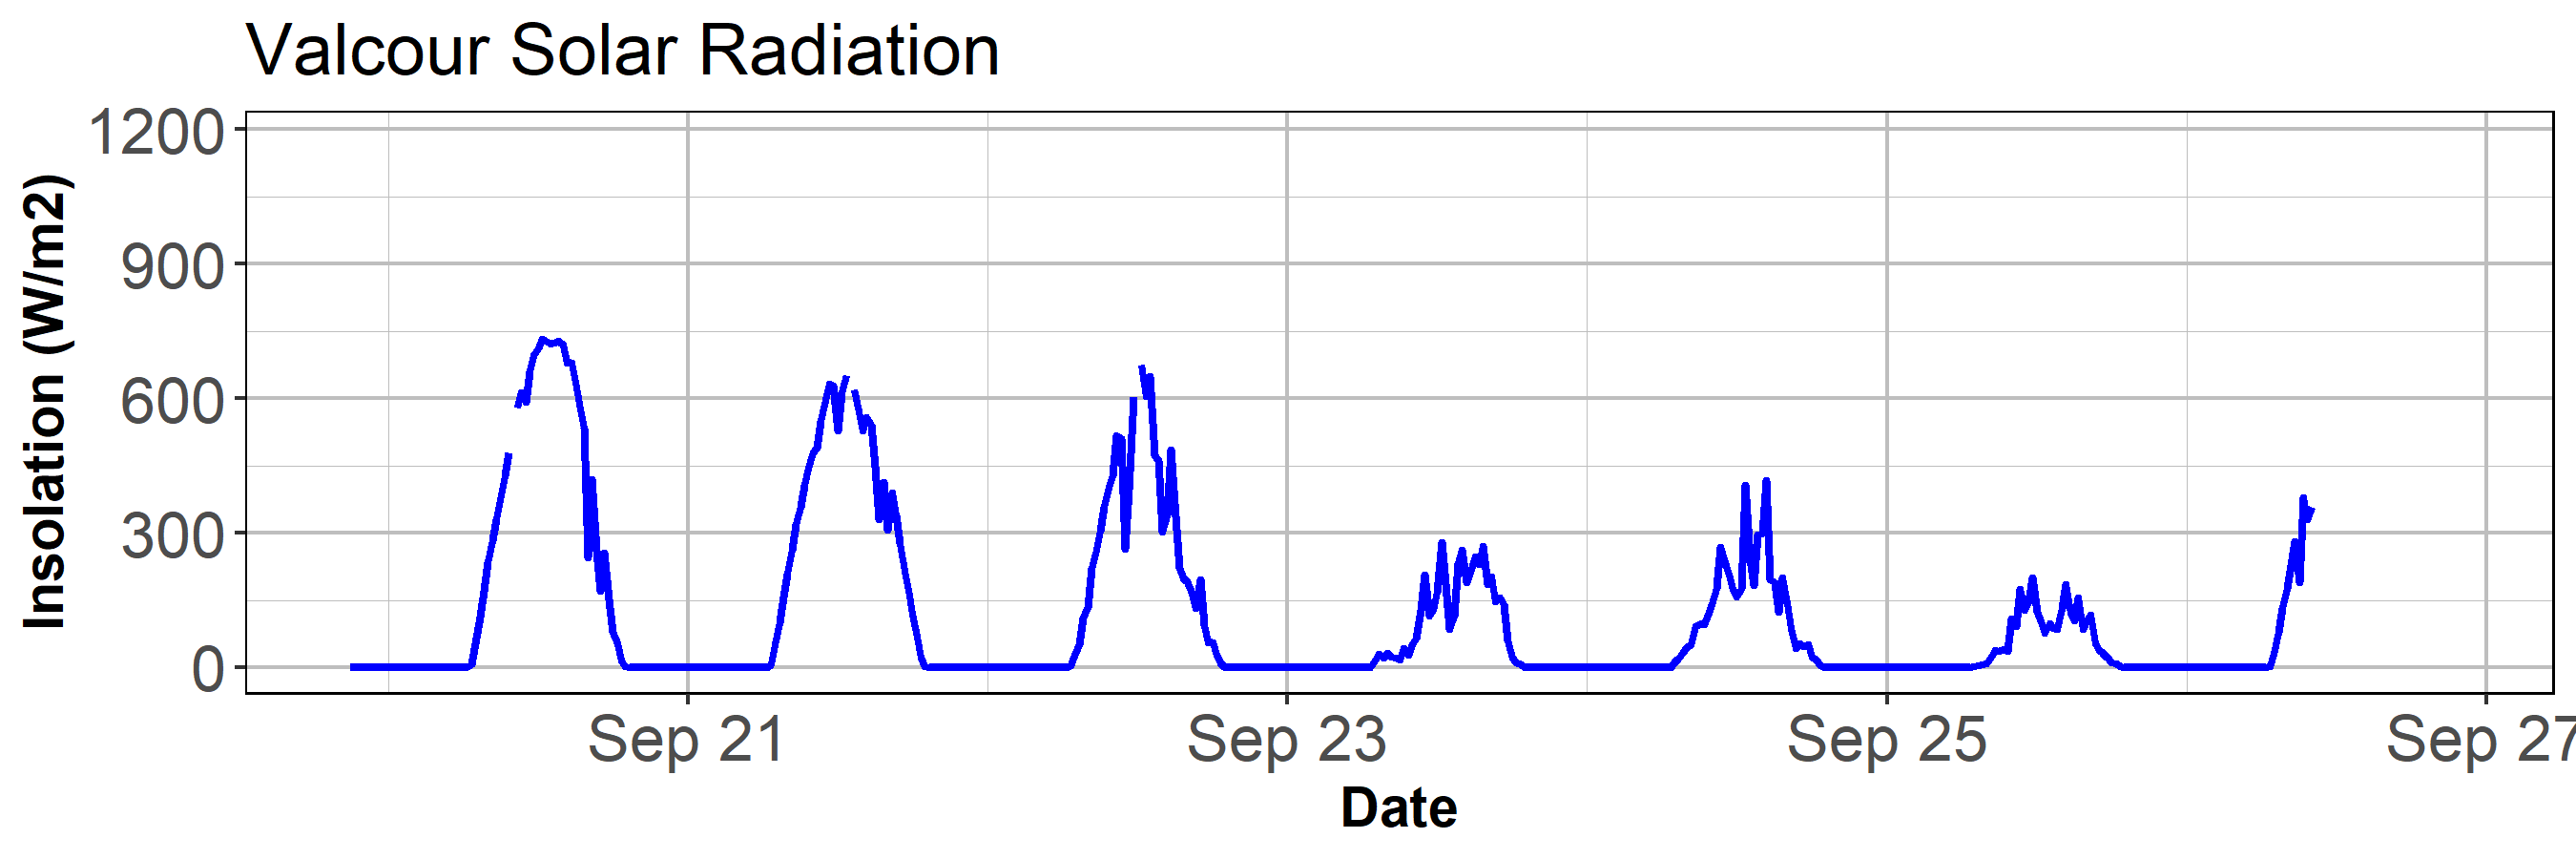 Valcour Solar Radiation
1200
900
600
300
0
Insolation (W/m2)
Sep 21
Sep 23
Sep 25
Sep 27
Date